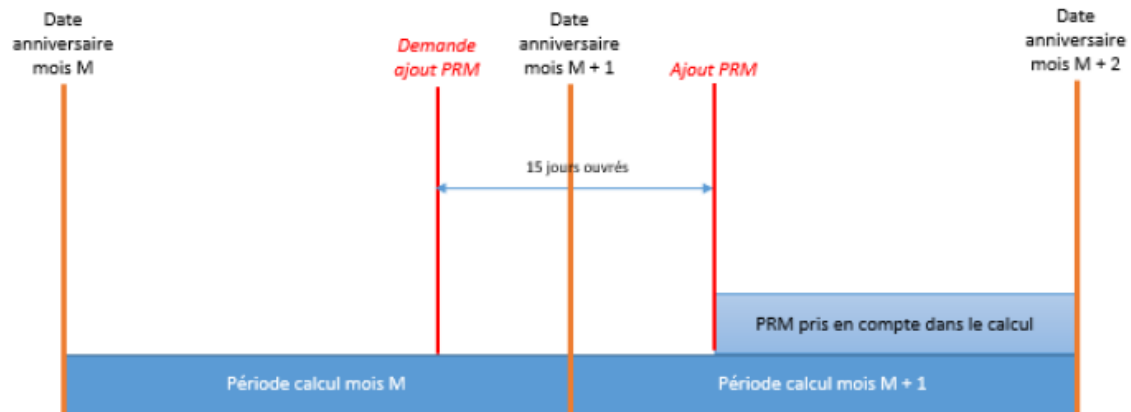 Date
anniversaire
mois M
Demande
ajout PRM
Date
anniversaire
mois M + 1
Ajout PRM
Date
anniversaire
mois M + 2
15 jours ouvrés
PRM pris en compte dans le calcul
Période calcul mois M
Période calcul mois M + 1